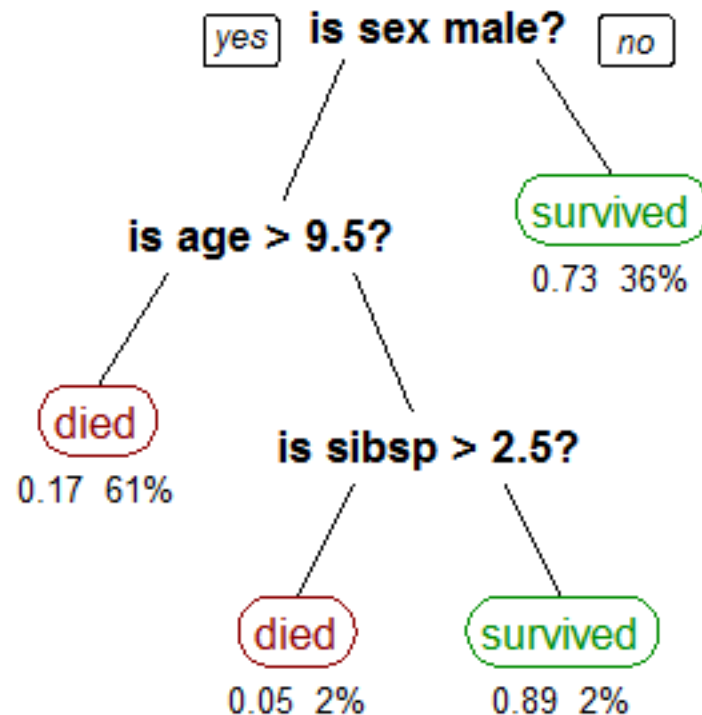 yes is sex male? no
is age > 9.5?
survived
0.73 36%
died
0.17 61%
is sibsp > 2.5?
died
0.05 2%
survived
0.89 2%